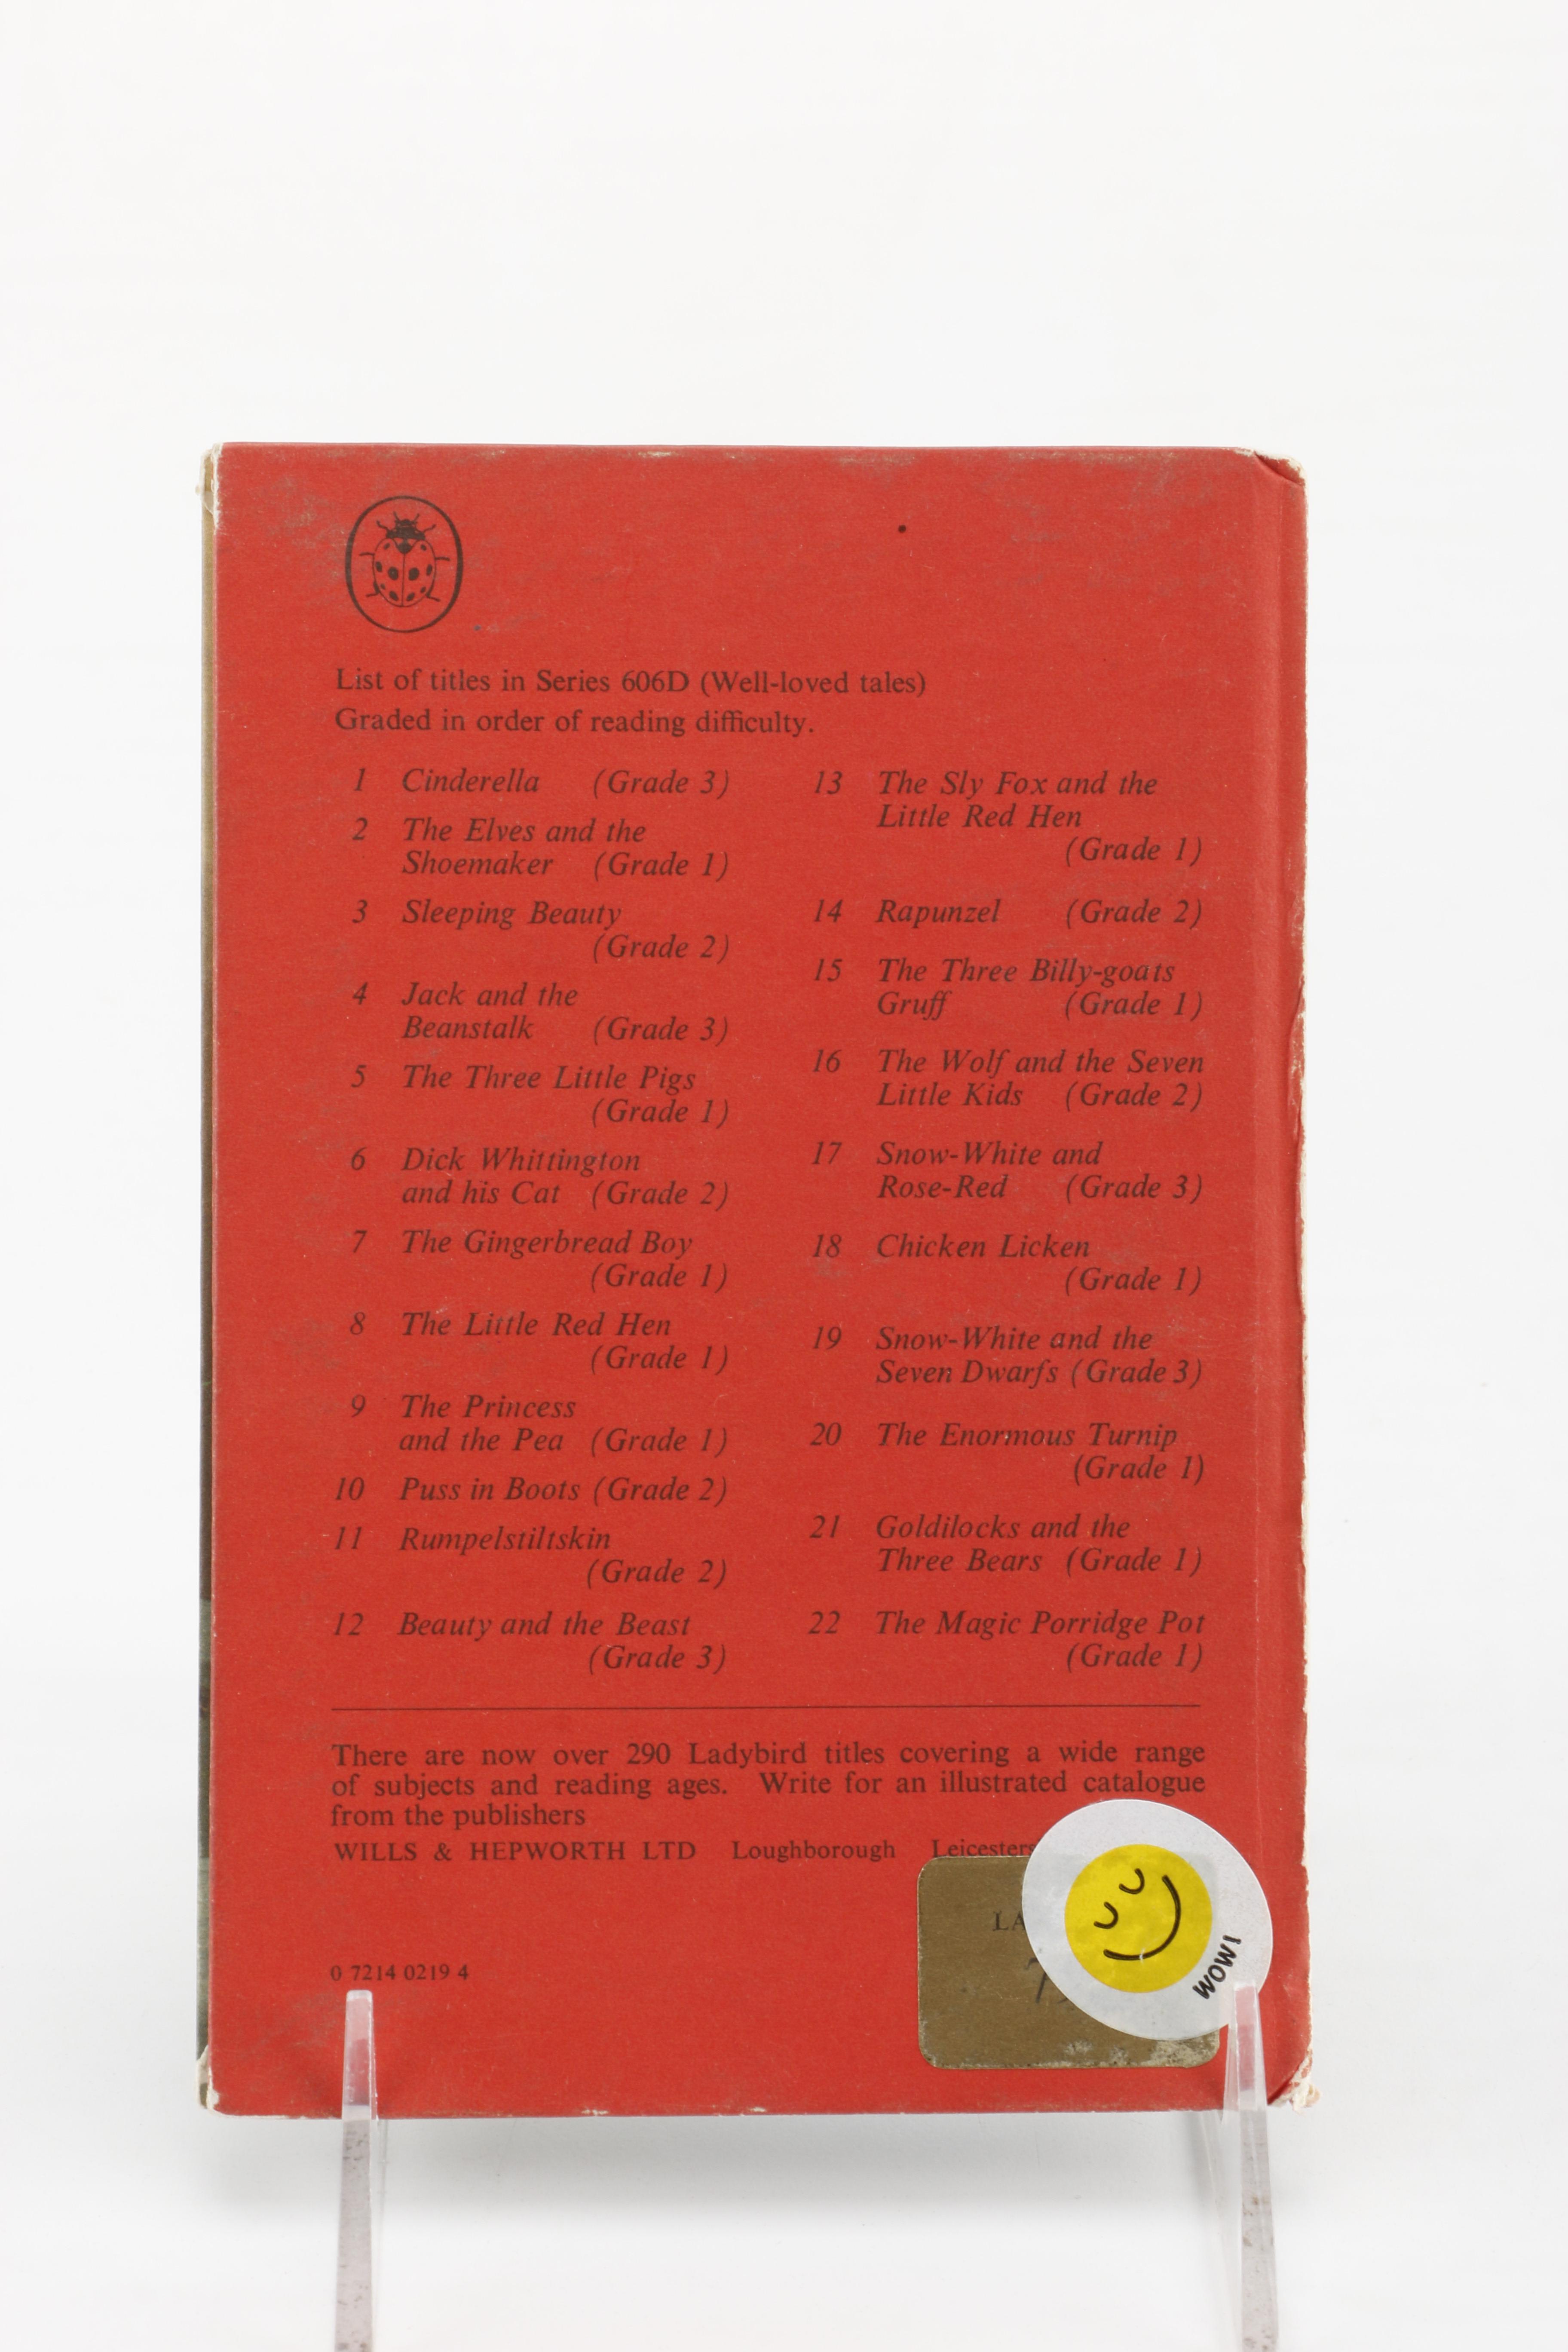 List of titles in Series 606D (Well-loved tales)
Graded in order of reading difficulty.
1 Cinderella (Grade 3)
2 The Elves and the
Shoemaker (Grade 1)
3 Sleeping Beauty
(Grade 2)
4 Jack and the
Beanstalk (Grade 3)
5 The Three Little Pigs
(Grade 1)
6 Dick Whittington
and his Cat (Grade 2)
7 The Gingerbread Boy
(Grade 1)
8 The Little Red Hen
(Grade 1)
9 The Princess
and the Pea (Grade 1)
10 Puss in Boots (Grade 2)
11 Rumpelstiltskin
(Grade 2)
12 Beauty and the Beast
(Grade 3)
13 The Sly Fox and the
Little Red Hen
(Grade 1)
14 Rapunzel (Grade 2)
15 The Three Billy-goats
Gruff (Grade 1)
16 The Wolf and the Seven
Little Kids (Grade 2)
17 Snow-White and
Rose-Red (Grade 3)
18 Chicken Licken
(Grade 1)
19 Snow-White and the
Seven Dwarfs (Grade 3)
20 The Enormous Turnip
(Grade 1)
21 Goldilocks and the
Three Bears (Grade 1)
22 The Magic Porridge Pot
(Grade 1)
There are now over 290 Ladybird titles covering a wide range
of subjects and reading ages. Write for an illustrated catalogue
from the publishers
WILLS & HEPWORTH LTD Loughborough
WOW!
0 7214 0219 4